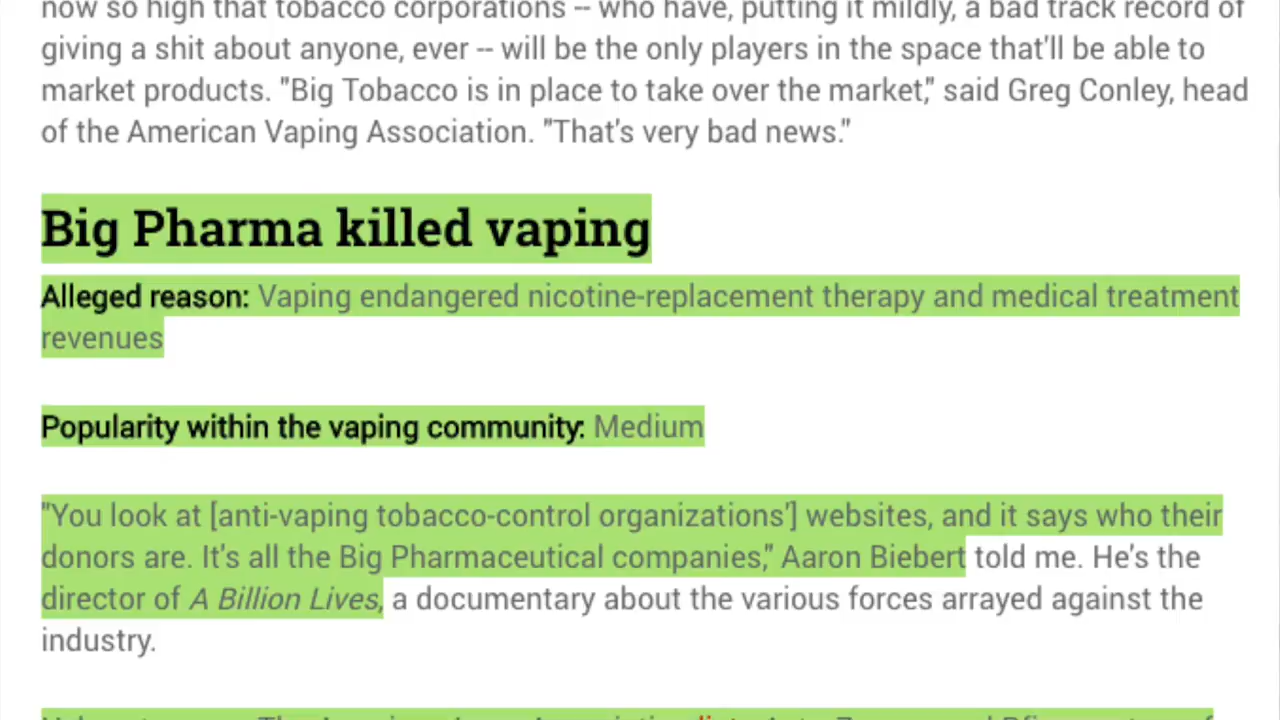 now so high that tobacco corporations -- who have, putting it mildly, a bad track record of
giving a shit about anyone, ever -- will be the only players in the space that'll be able to
market products. "Big Tobacco is in place to take over the market," said Greg Conley, head
of the American Vaping Association. "That's very bad news."
Big Pharma killed vaping
Alleged reason: Vaping endangered nicotine-replacement therapy and medical treatment
revenues
Popularity within the vaping community: Medium
"You look at [anti-vaping tobacco-control organizations'] websites, and it says who their
donors are. It's all the Big Pharmaceutical companies," Aaron Biebert told me. He's the
director of A Billion Lives, a documentary about the various forces arrayed against the
industry.